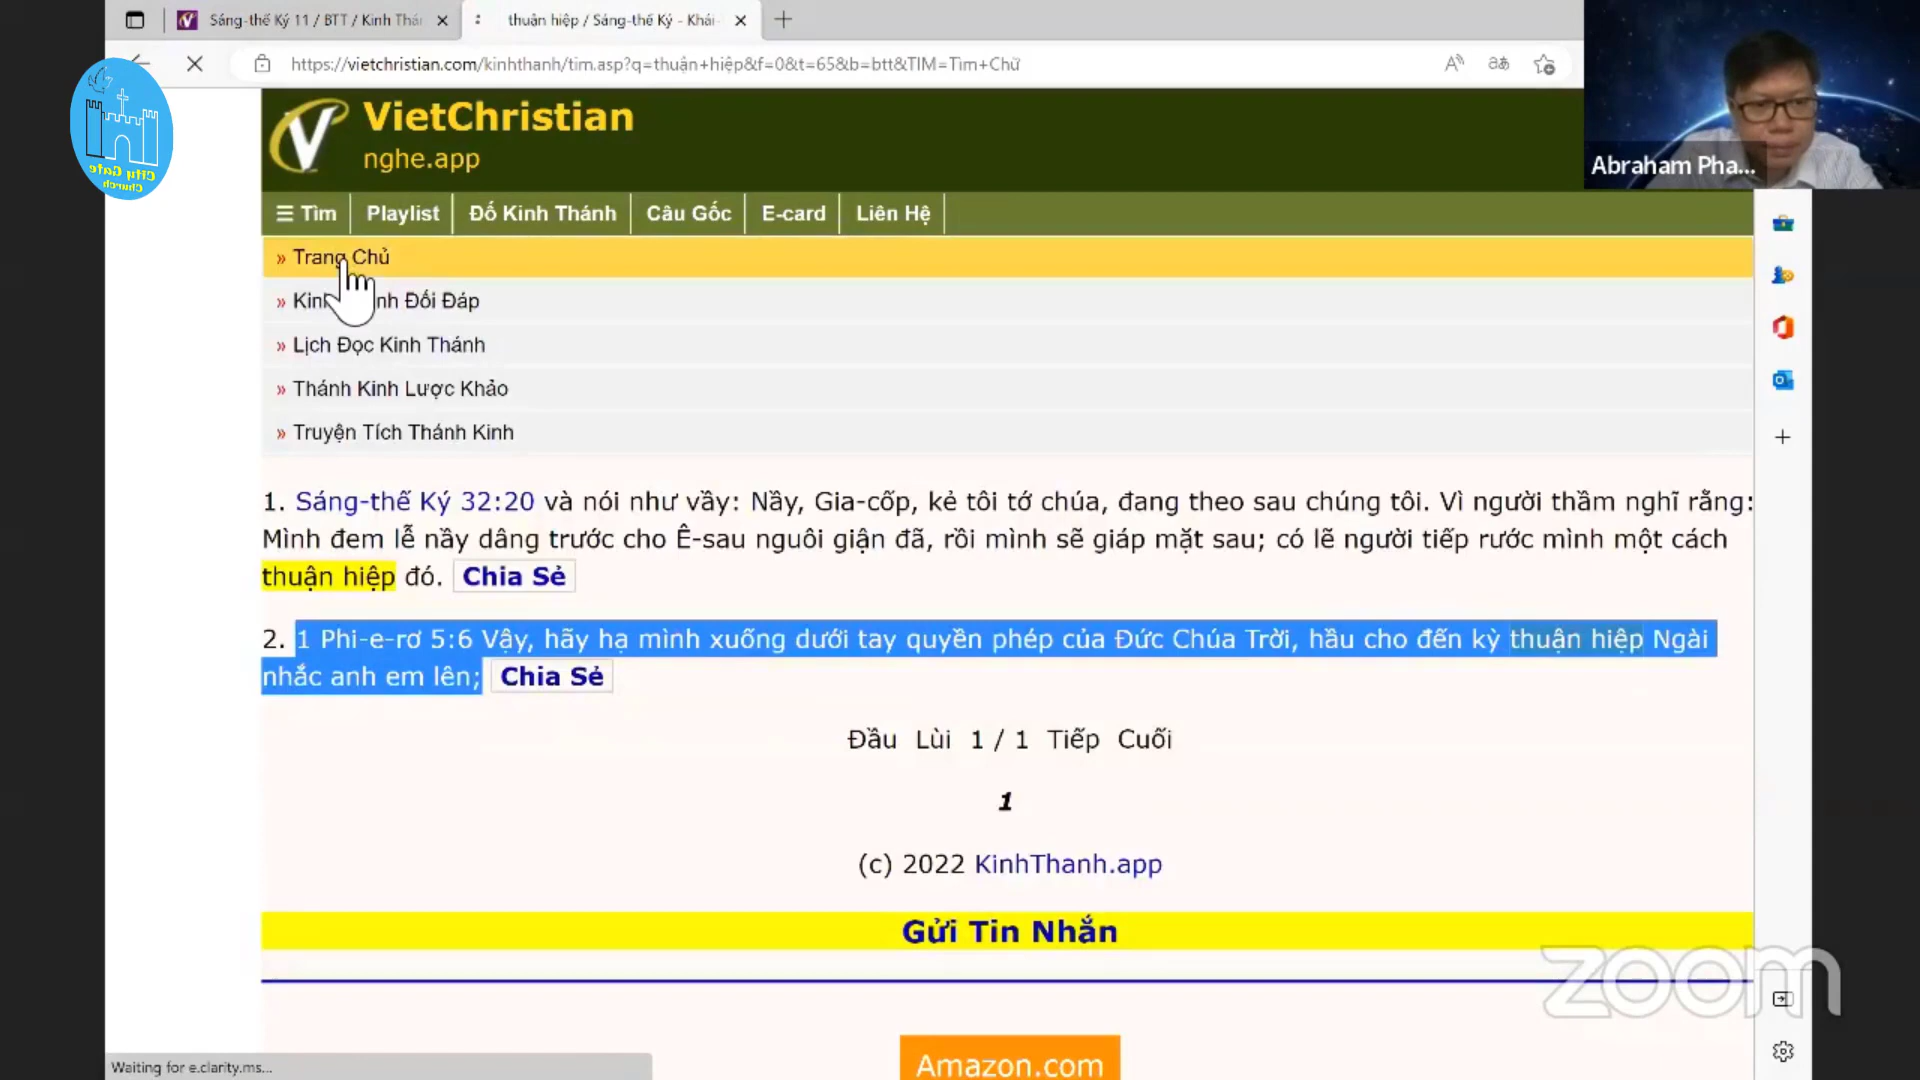 Sáng-thế Ký 11 / BTT / Kinh Thán
thuận hiệp / Sáng-thế Ký - Khải-
https://vietchristian.com/kinhthanh/tim.asp?q=thuận+hiệp&f=0&t=65&b=btt&TIM=Tìm+Chữ
City Gate
Church
VietChristian
nghe.app
Abraham Pha...
☰ Tìm Playlist Đố Kinh Thánh Câu Gốc E-card Liên Hệ
» Trang Chủ
» Kinh nh Đối Đáp
» Lịch Đọc Kinh Thánh
» Thánh Kinh Lược Khảo
» Truyện Tích Thánh Kinh
1. Sáng-thế Ký 32:20 và nói như vầy: Nầy, Gia-cốp, kẻ tôi tớ chúa, đang theo sau chúng tôi. Vì người thầm nghĩ rằng:
Mình đem lễ nầy dâng trước cho Ê-sau nguôi giận đã, rồi mình sẽ giáp mặt sau; có lẽ người tiếp rước mình một cách
thuận hiệp đó. Chia Sẻ
2. 1 Phi-e-rơ 5:6 Vậy, hãy hạ mình xuống dưới tay quyền phép của Đức Chúa Trời, hầu cho đến kỳ thuận hiệp Ngài
nhắc anh em lên; Chia Sẻ
Đầu Lùi 1 / 1 Tiếp Cuối
1
(c) 2022 KinhThanh.app
Gửi Tin Nhắn
zoom
Amazon.com
Waiting for e.clarity.ms...